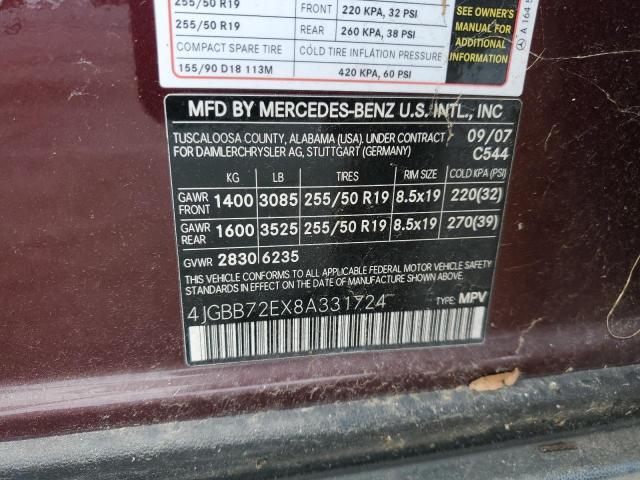 255/50 R19 FRONT 220 KPA, 32 PSI
255/50 R19 REAR 260 KPA, 38 PSI
COMPACT SPARE TIRE COLD TIRE INFLATION PRESSURE
155/90 D18 113M 420 KPA, 60 PSI
SEE OWNER'S
MANUAL FOR
ADDITIONAL
A 164 5
MFD BY MERCEDES-BENZ U.S. INTL., INC
TUSCALOOSA COUNTY, ALABAMA (USA). UNDER CONTRACT 09/07
FOR DAIMLERCHRYSLER AG, STUTTGART (GERMANY) C544
KG LB TIRES RIM SIZE COLD KPA (PSI)
GAWR FRONT 1400 3085 255/50 R19 8.5x19 220(32)
GAWR REAR 1600 3525 255/50 R19 8.5x19 270(39)
GVWR 2830 6235
THIS VEHICLE CONFORMS TO ALL APPLICABLE FEDERAL MOTOR VEHICLE SAFETY
STANDARDS IN EFFECT ON THE DATE OF MANUFACTURE SHOWN ABOVE.
4JGBB72EX8A331724 TYPE: MPV